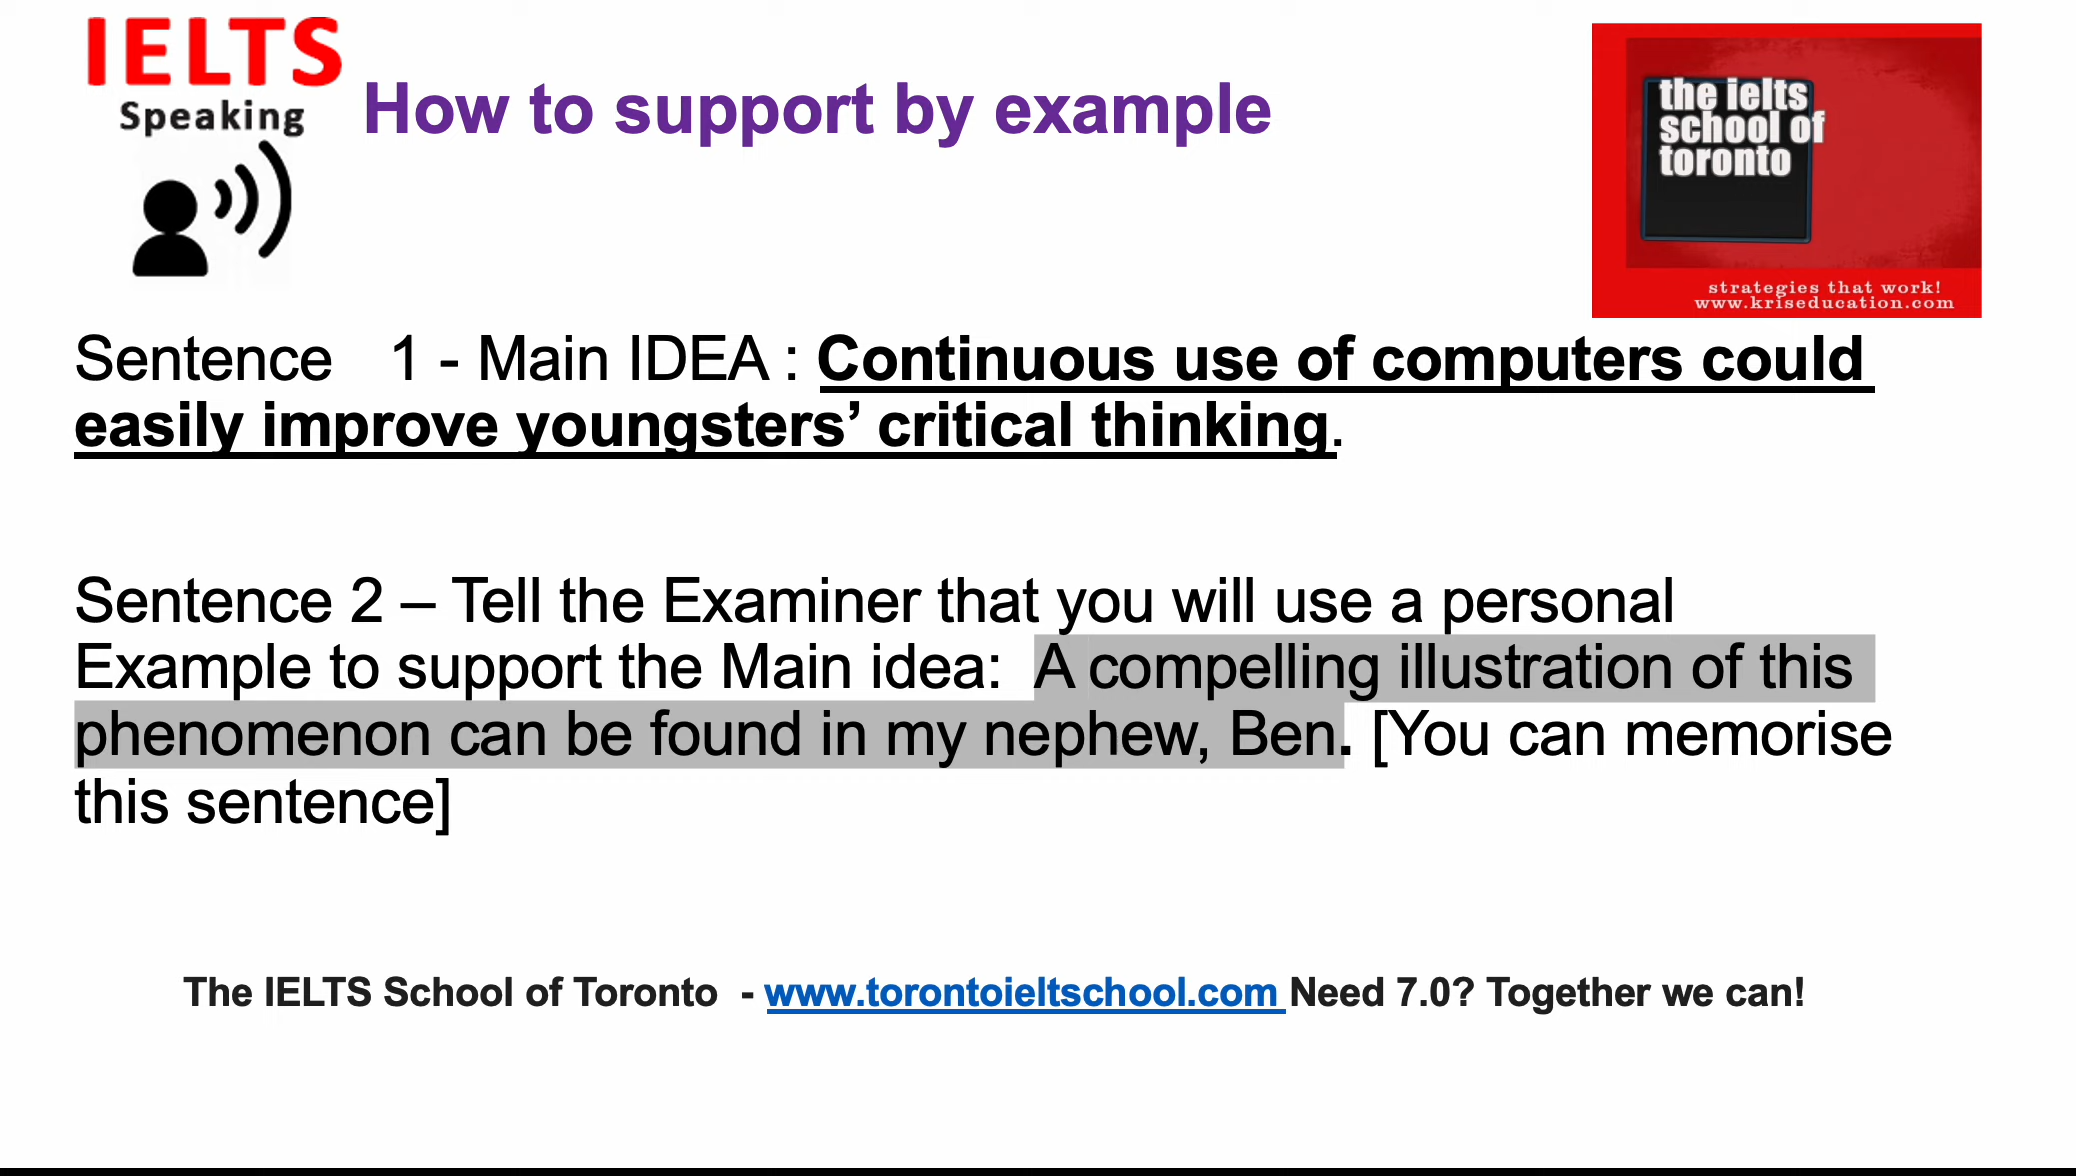 IELTS
Speaking
How to support by example
the ielts
school of
toronto
strategies that work!
www.kriseducation.com
Sentence 1 - Main IDEA : Continuous use of computers could
easily improve youngsters’ critical thinking.
Sentence 2 – Tell the Examiner that you will use a personal
Example to support the Main idea: A compelling illustration of this
phenomenon can be found in my nephew, Ben. [You can memorise
this sentence]
The IELTS School of Toronto - www.torontoieltschool.com Need 7.0? Together we can!